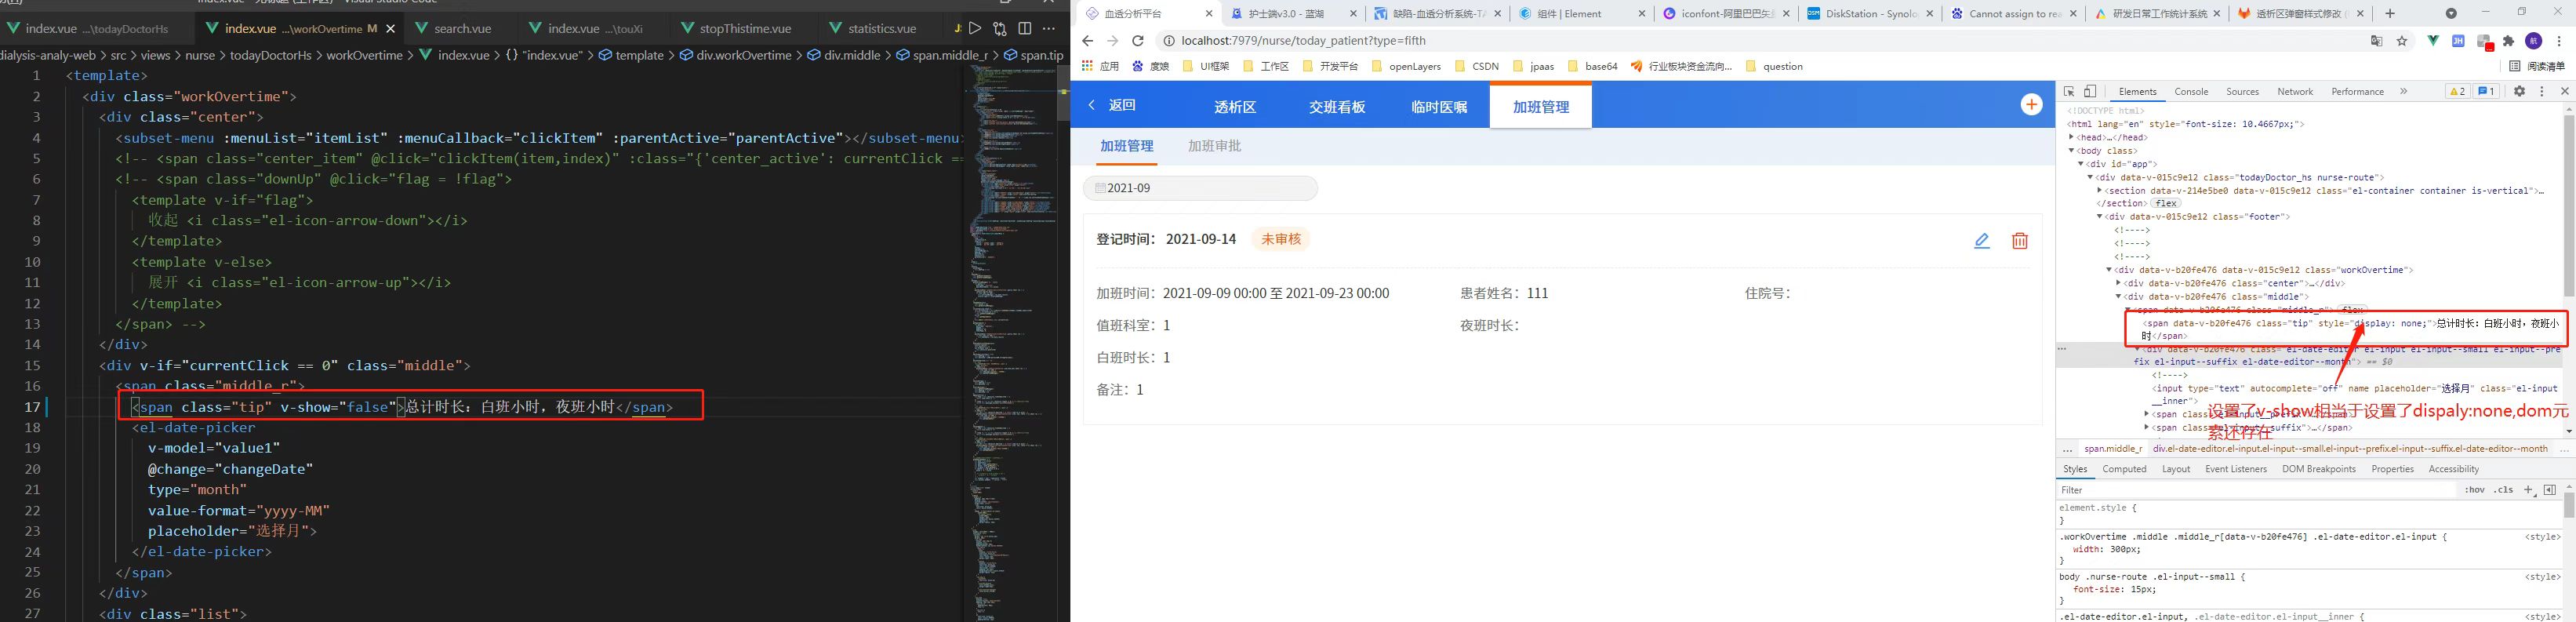 index.vue ...\todayDoctorHs
index.vue ...\workOvertime M
search.vue
index.vue ...\touXi
stopThistime.vue
statistics.vue
dialysis-analy-web > src > views > nurse > todayDoctorHs > workOvertime > index.vue > {} "index.vue" > template > div.workOvertime > div.middle > span.middle_r > span.tip
1 <template>
2 <div class="workOvertime">
3 <div class="center">
4 <subset-menu :menuList="itemList" :menuCallback="clickItem" :parentActive="parentActive"></subset-menu>
5 <!-- <span class="center_item" @click="clickItem(item,index)" :class="{'center_active': currentClick ==
6 <!-- <span class="downUp" @click="flag = !flag">
7 <template v-if="flag">
8 收起 <i class="el-icon-arrow-down"></i>
9 </template>
10 <template v-else>
11 展开 <i class="el-icon-arrow-up"></i>
12 </template>
13 </span> -->
14 </div>
15 <div v-if="currentClick == 0" class="middle">
16 <span class="middle_r">
17 <span class="tip" v-show="false">总计时长：白班小时，夜班小时</span>
18 <el-date-picker
19 v-model="value1"
20 @change="changeDate"
21 type="month"
22 value-format="yyyy-MM"
23 placeholder="选择月">
24 </el-date-picker>
25 </span>
26 </div>
27 <div class="list">
血透分析平台
护士端v3.0 - 蓝湖
缺陷-血透分析系统-TA
组件 | Element
iconfont-阿里巴巴矢
DiskStation - Synolo
Cannot assign to rea
研发日常工作统计系统
透析区弹窗样式修改 (
localhost:7979/nurse/today_patient?type=fifth
应用
度娘
UI框架
工作区
开发平台
openLayers
CSDN
jpaas
base64
行业板块资金流向...
question
阅读清单
返回
透析区
交班看板
临时医嘱
加班管理
加班管理
加班审批
2021-09
登记时间： 2021-09-14 未审核
加班时间：2021-09-09 00:00 至 2021-09-23 00:00
患者姓名：111
住院号：
值班科室：1
夜班时长：
白班时长：1
备注：1
Elements Console Sources Network Performance » 2 1
<!DOCTYPE html>
<html lang="en" style="font-size: 10.4667px;">
<head>…</head>
<body class>
<div id="app">
<div data-v-015c9e12 class="todayDoctor_hs nurse-route">
<section data-v-214e5be0 data-v-015c9e12 class="el-container container is-vertical">…
</section> flex
<div data-v-015c9e12 class="footer">
<!---->
<!---->
<!---->
<div data-v-b20fe476 data-v-015c9e12 class="workOvertime">
<div data-v-b20fe476 class="center">…</div>
<div data-v-b20fe476 class="middle">
<span data-v-b20fe476 class="middle_r"> flex
<span data-v-b20fe476 class="tip" style="display: none;">总计时长：白班小时，夜班小
时</span>
<div data-v-b20fe476 class="el-date-editor el-input el-input--small el-input--pre
fix el-input--suffix el-date-editor--month"> == $0
<!---->
<input type="text" autocomplete="off" name placeholder="选择月" class="el-input
__inner">
<span class="el-input__prefix">…</span>
<span class="el-input__suffix">…</span>
设置了v-show相当于设置了dispaly:none,dom元
素还存在
... span.middle_r div.el-date-editor.el-input.el-input--small.el-input--prefix.el-input--suffix.el-date-editor--month ...
Styles Computed Layout Event Listeners DOM Breakpoints Properties Accessibility
Filter :hov .cls +
element.style {
}
.workOvertime .middle .middle_r[data-v-b20fe476] .el-date-editor.el-input { <style>
width: 300px;
}
body .nurse-route .el-input--small { <style>
font-size: 15px;
}
.el-date-editor.el-input, .el-date-editor.el-input__inner { <style>